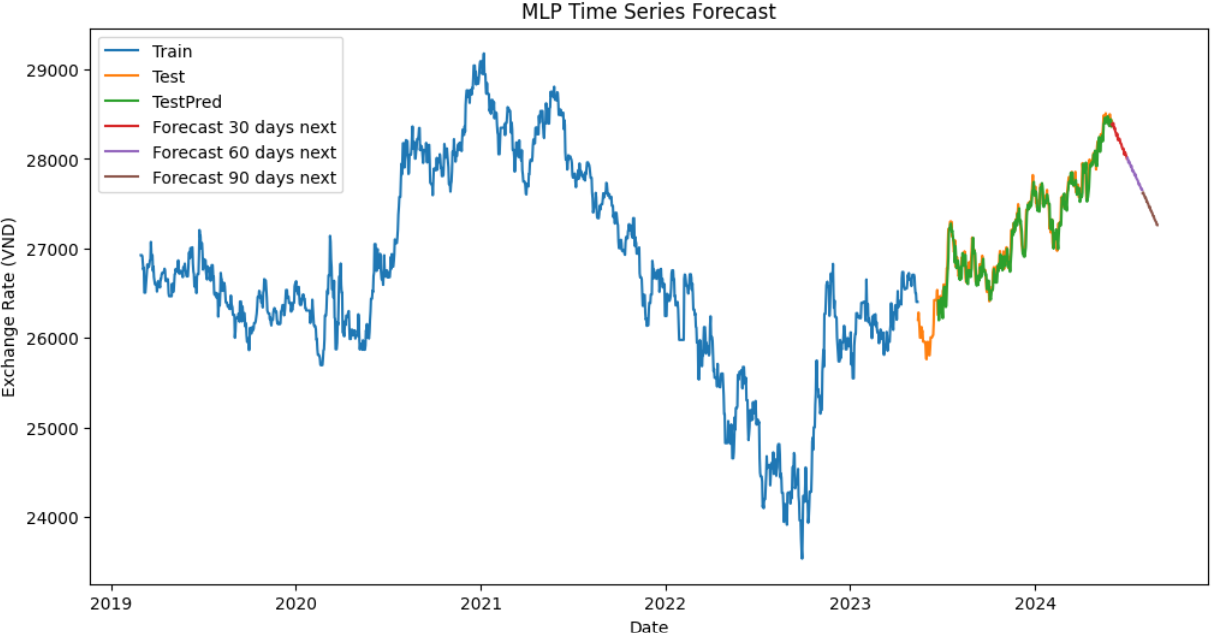 MLP Time Series Forecast
Train
Test
TestPred
Forecast 30 days next
Forecast 60 days next
Forecast 90 days next
Exchange Rate (VND)
29000
28000
27000
26000
25000
24000
2019 2020 2021 2022 2023 2024
Date